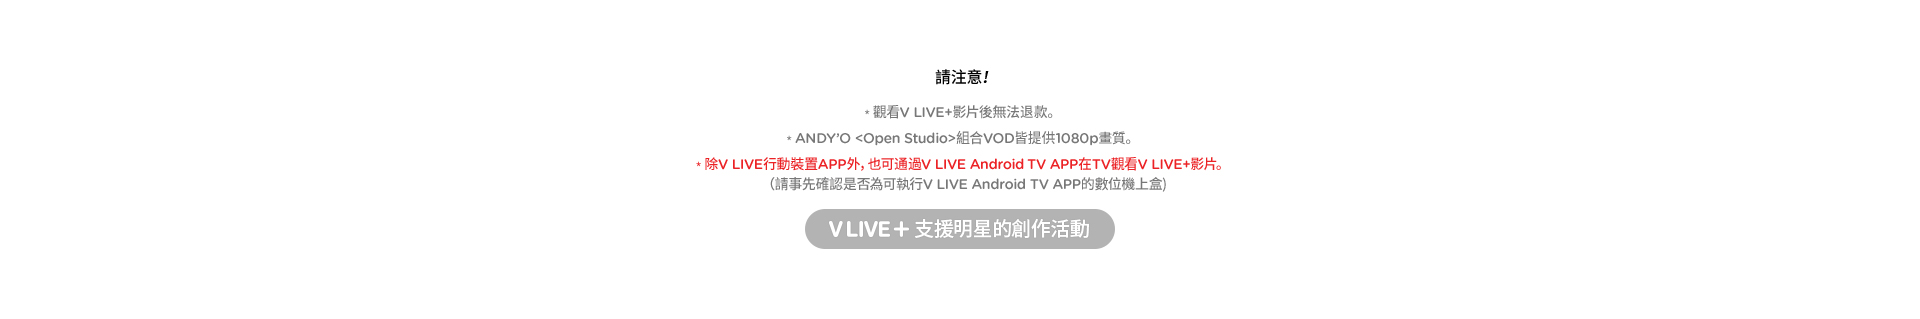 請注意!
* 觀看V LIVE+影片後無法退款。
* ANDY’O <Open Studio>組合VOD皆提供1080p畫質。
* 除V LIVE行動裝置APP外, 也可通過V LIVE Android TV APP在TV觀看V LIVE+影片。
(請事先確認是否為可執行V LIVE Android TV APP的數位機上盒)
V LIVE+ 支援明星的創作活動